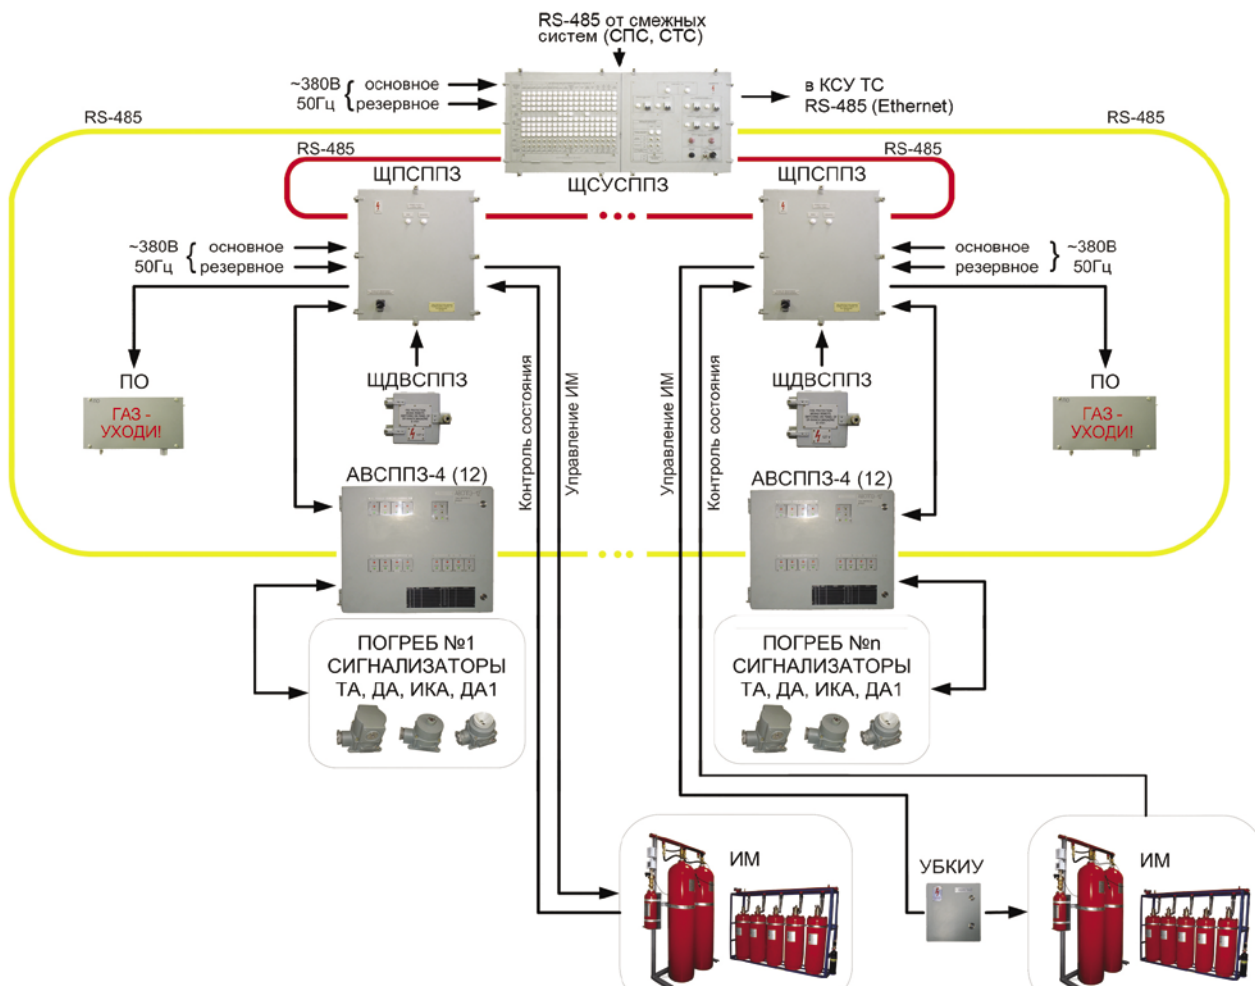 RS-485 от смежных
систем (СПС, СТС)
~380В
50Гц
основное
резервное
в КСУ ТС
RS-485 (Ethernet)
RS-485
RS-485
RS-485
RS-485
ЩПСППЗ
ЩСУСППЗ
ЩПСППЗ
~380В
50Гц
основное
резервное
основное
резервное
~380В
50Гц
ПО
ГАЗ -
УХОДИ!
ЩДВСППЗ
Контроль состояния
Управление ИМ
Управление ИМ
Контроль состояния
ЩДВСППЗ
ПО
ГАЗ -
УХОДИ!
АВСППЗ-4 (12)
АВСППЗ-4 (12)
ПОГРЕБ №1
СИГНАЛИЗАТОРЫ
ТА, ДА, ИКА, ДА1
ПОГРЕБ №n
СИГНАЛИЗАТОРЫ
ТА, ДА, ИКА, ДА1
ИМ
УБКИУ
ИМ